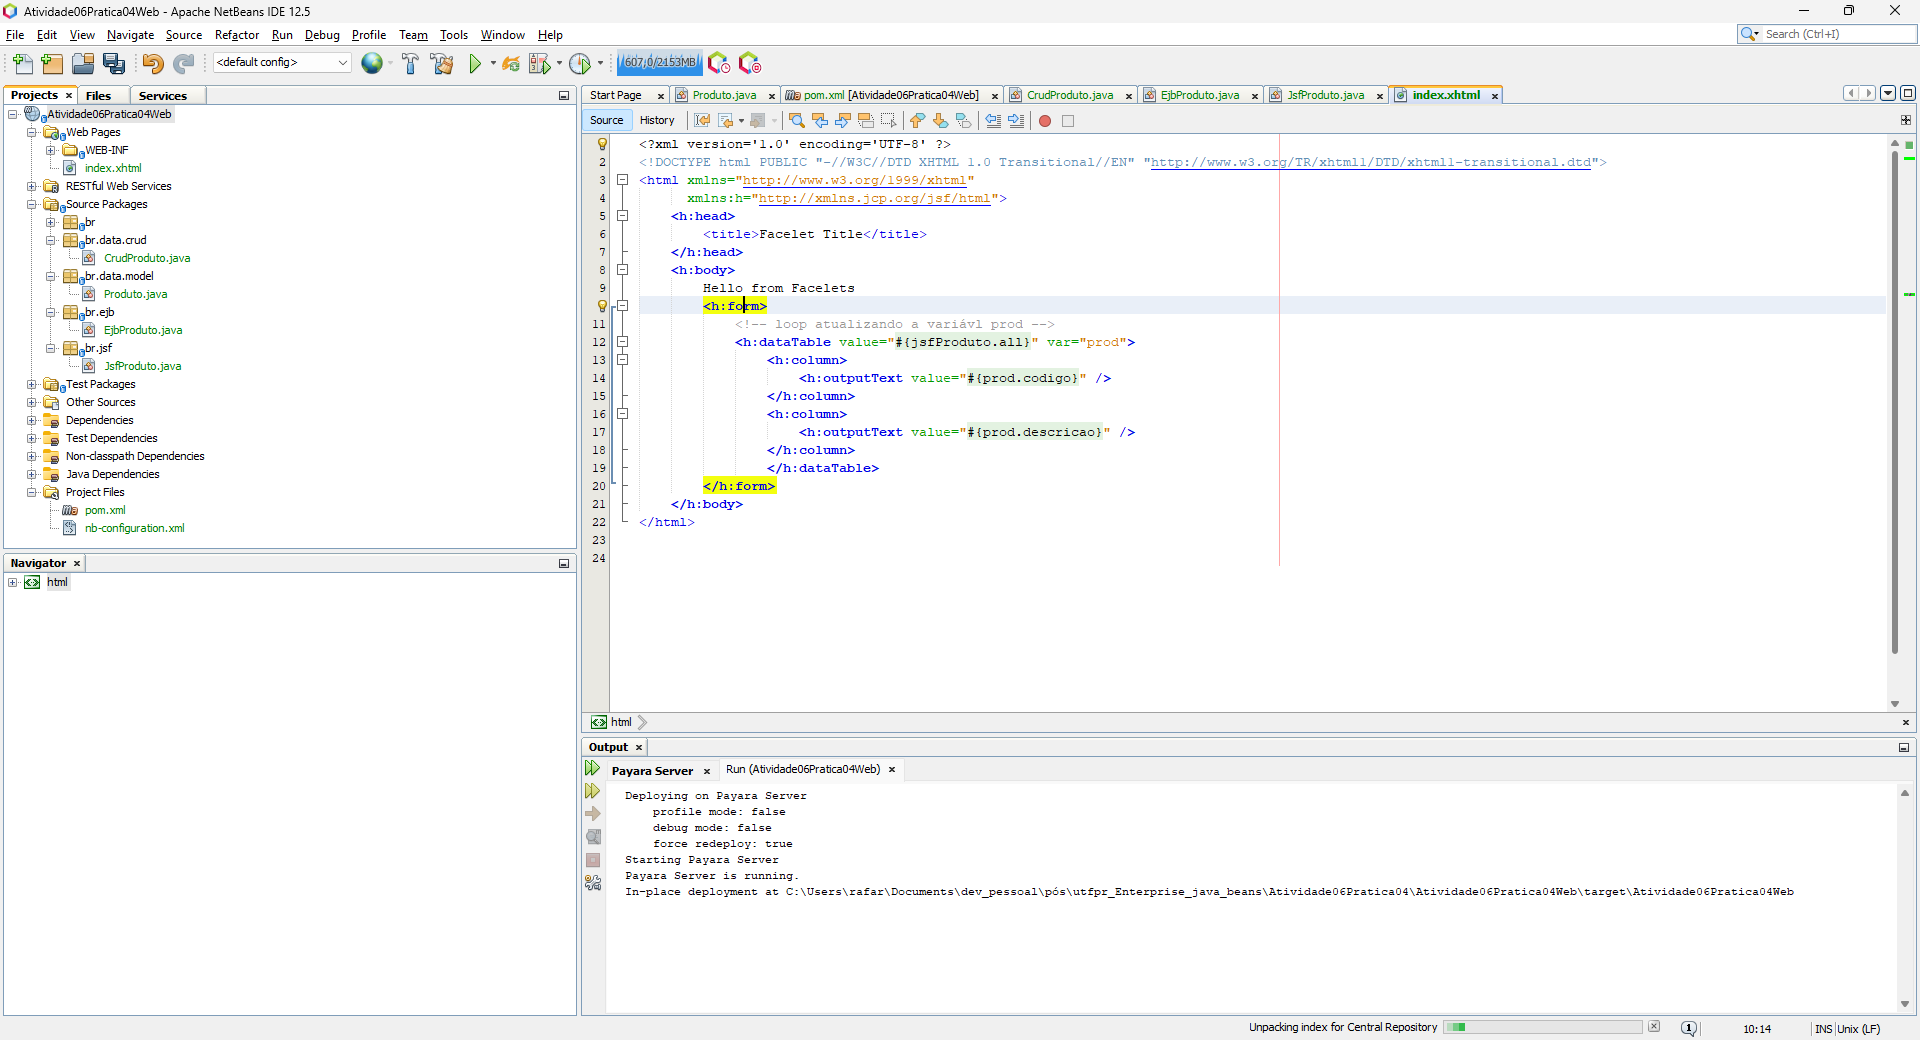 Atividade06Pratica04Web - Apache NetBeans IDE 12.5
File Edit View Navigate Source Refactor Run Debug Profile Team Tools Window Help
Search (Ctrl+I)
<default config>
607,0/2153MB
Projects Files Services
Atividade06Pratica04Web
Web Pages
WEB-INF
index.xhtml
RESTful Web Services
Source Packages
br
br.data.crud
CrudProduto.java
br.data.model
Produto.java
br.ejb
EjbProduto.java
br.jsf
JsfProduto.java
Test Packages
Other Sources
Dependencies
Test Dependencies
Non-classpath Dependencies
Java Dependencies
Project Files
pom.xml
nb-configuration.xml
Navigator
html
Start Page Produto.java pom.xml [Atividade06Pratica04Web] CrudProduto.java EjbProduto.java JsfProduto.java index.xhtml
Source History
<?xml version='1.0' encoding='UTF-8' ?>
2 <!DOCTYPE html PUBLIC "-//W3C//DTD XHTML 1.0 Transitional//EN" "http://www.w3.org/TR/xhtml1/DTD/xhtml1-transitional.dtd">
3 <html xmlns="http://www.w3.org/1999/xhtml"
4 xmlns:h="http://xmlns.jcp.org/jsf/html">
5 <h:head>
6 <title>Facelet Title</title>
7 </h:head>
8 <h:body>
9 Hello from Facelets
<h:form>
11 <!-- loop atualizando a variávl prod -->
12 <h:dataTable value="#{jsfProduto.all}" var="prod">
13 <h:column>
14 <h:outputText value="#{prod.codigo}" />
15 </h:column>
16 <h:column>
17 <h:outputText value="#{prod.descricao}" />
18 </h:column>
19 </h:dataTable>
20 </h:form>
21 </h:body>
22 </html>
23
24
html
Output
Payara Server Run (Atividade06Pratica04Web)
Deploying on Payara Server
profile mode: false
debug mode: false
force redeploy: true
Starting Payara Server
Payara Server is running.
In-place deployment at C:\Users\rafar\Documents\dev_pessoal\pós\utfpr_Enterprise_java_beans\Atividade06Pratica04\Atividade06Pratica04Web\target\Atividade06Pratica04Web
Unpacking index for Central Repository 1 10:14 INS Unix (LF)